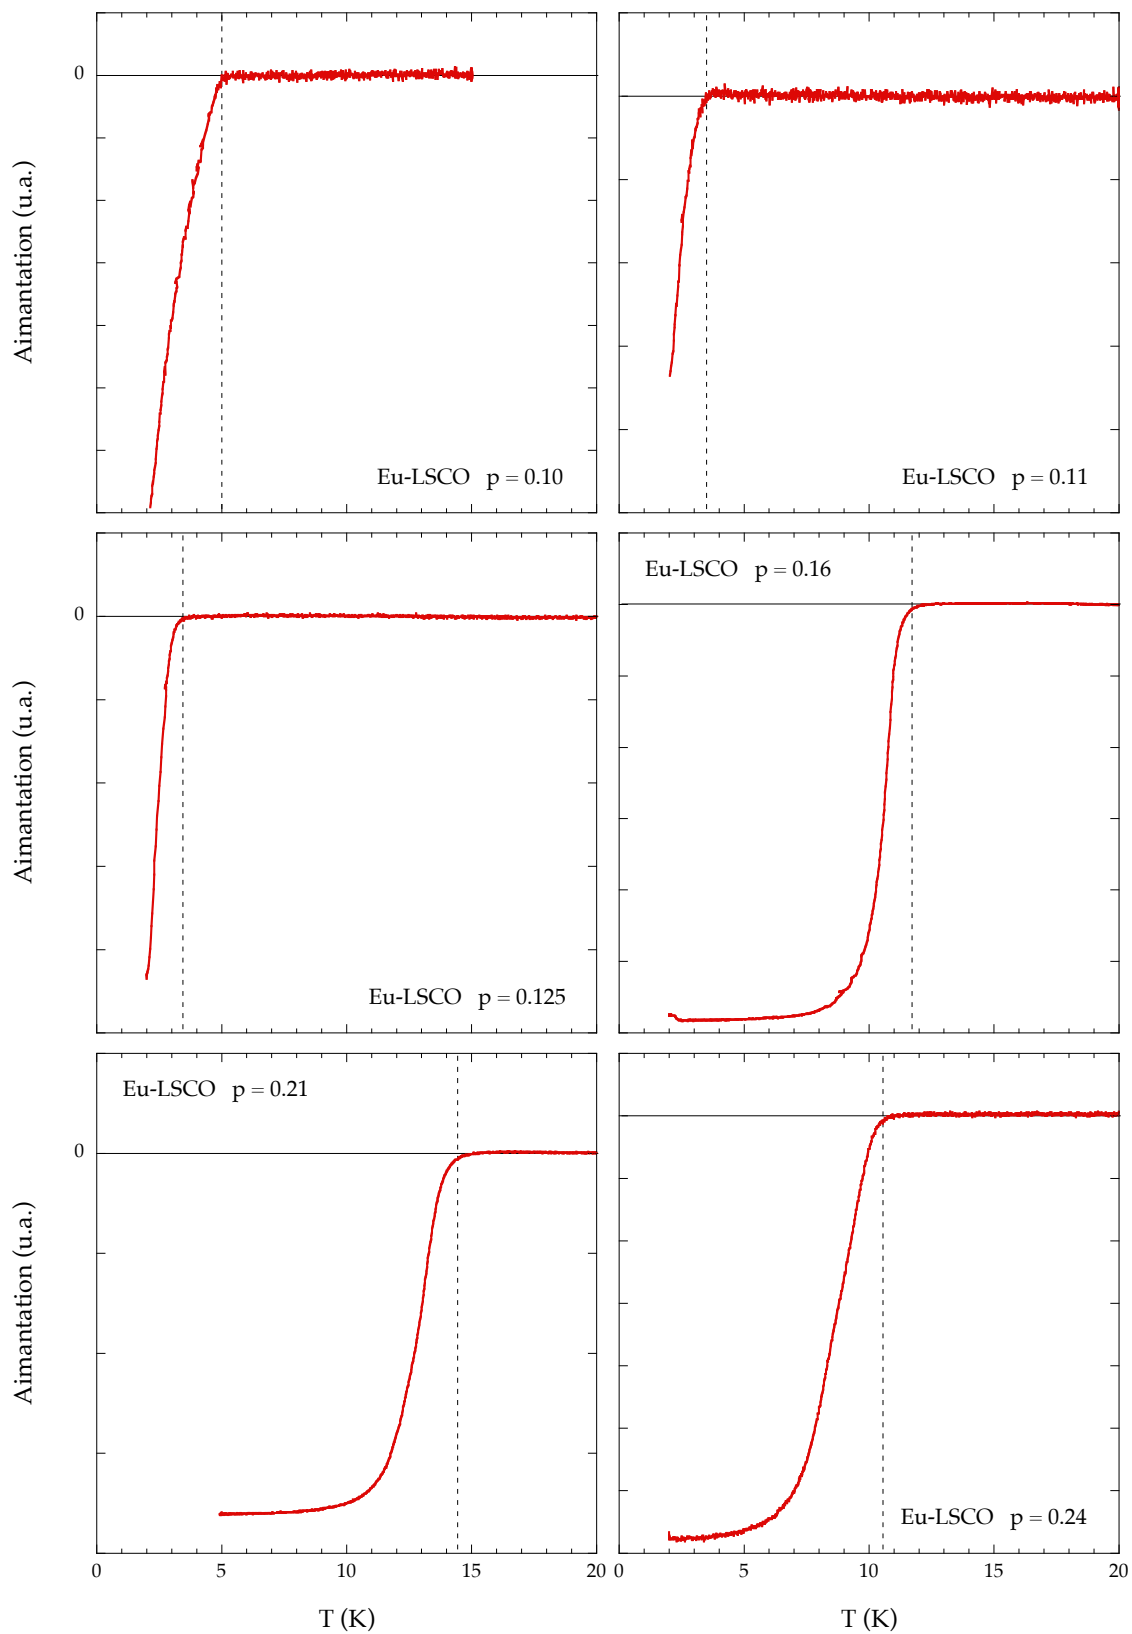 0
Aimantation (u.a.)
Eu-LSCO p = 0.10
Eu-LSCO p = 0.11
0
Aimantation (u.a.)
Eu-LSCO p = 0.125
Eu-LSCO p = 0.16
Eu-LSCO p = 0.21
0
Aimantation (u.a.)
Eu-LSCO p = 0.24
0 5 10 15 20
0 5 10 15 20
T (K)
T (K)